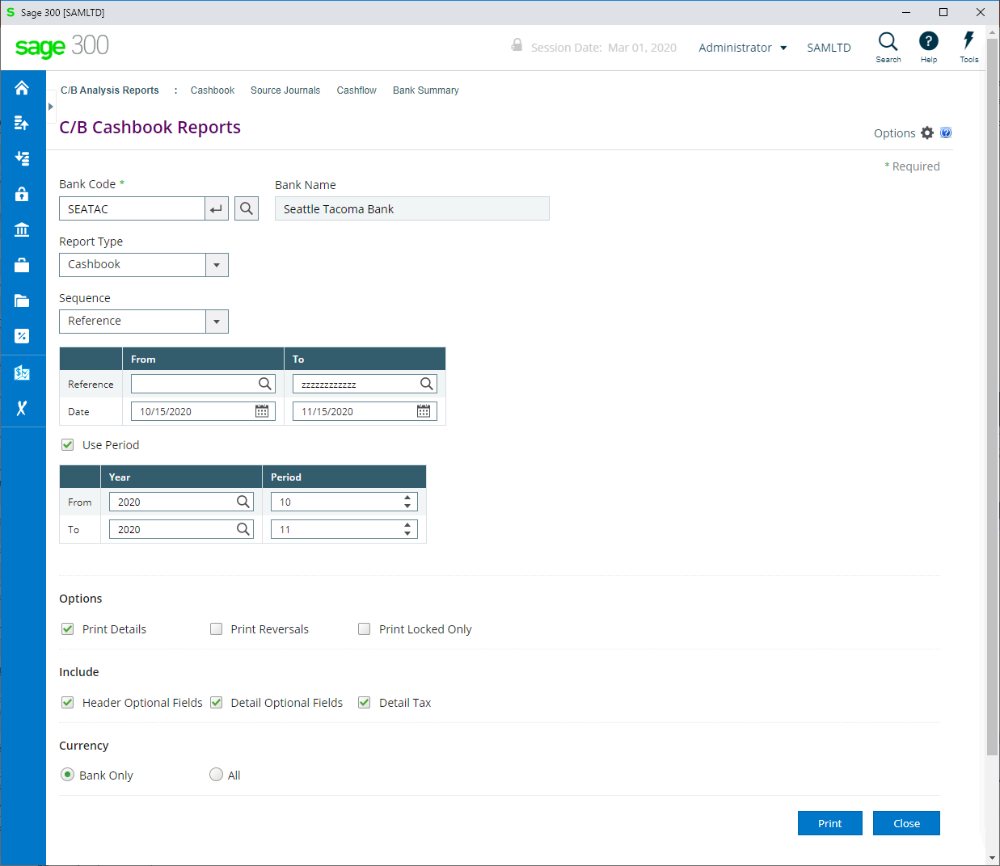 S Sage 300 [SAMLTD]
sage 300
Session Date: Mar 01, 2020
Administrator
SAMLTD
Search
Help
Tools
C/B Analysis Reports : Cashbook Source Journals Cashflow Bank Summary
C/B Cashbook Reports
Options
* Required
Bank Code * Bank Name
SEATAC Seattle Tacoma Bank
Report Type
Cashbook
Sequence
Reference
From To
Reference zzzzzzzzzzzz
Date 10/15/2020 11/15/2020
Use Period
Year Period
From 2020 10
To 2020 11
Options
Print Details Print Reversals Print Locked Only
Include
Header Optional Fields Detail Optional Fields Detail Tax
Currency
Bank Only All
Print Close